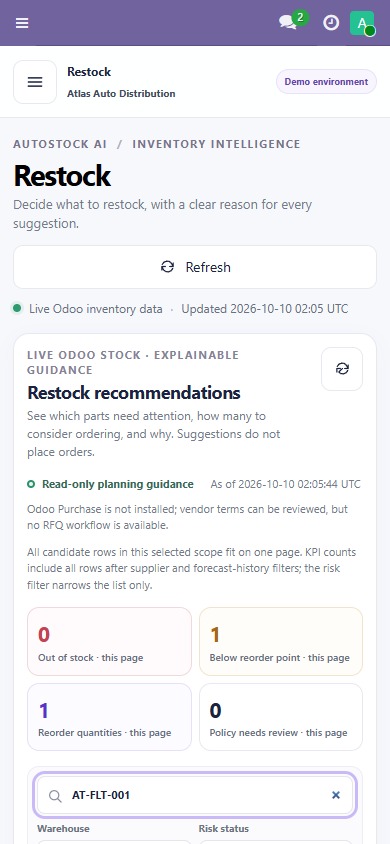 2
A
Restock
Atlas Auto Distribution
Demo environment
AUTOSTOCK AI / INVENTORY INTELLIGENCE
Restock
Decide what to restock, with a clear reason for every
suggestion.
Refresh
Live Odoo inventory data · Updated 2026-10-10 02:05 UTC
LIVE ODOO STOCK · EXPLAINABLE
GUIDANCE
Restock recommendations
See which parts need attention, how many to
consider ordering, and why. Suggestions do not
place orders.
Read-only planning guidance As of 2026-10-10 02:05:44 UTC
Odoo Purchase is not installed; vendor terms can be reviewed, but
no RFQ workflow is available.
All candidate rows in this selected scope fit on one page. KPI counts
include all rows after supplier and forecast-history filters; the risk
filter narrows the list only.
0
Out of stock · this page
1
Below reorder point · this page
1
Reorder quantities · this page
0
Policy needs review · this page
AT-FLT-001
Warehouse
Risk status